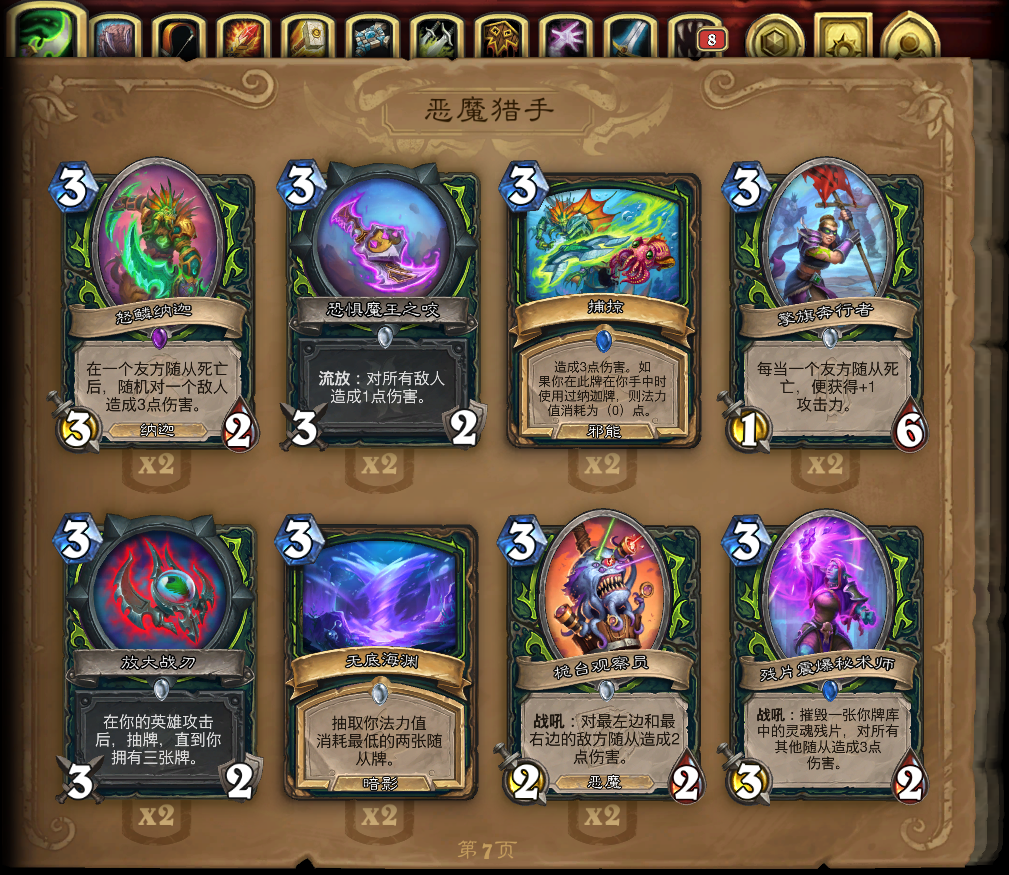 8
恶魔猎手
3
怒鳞纳迦
在一个友方随从死亡
后，随机对一个敌人
造成3点伤害。
3
纳迦
2
x2
3
恐惧魔王之咬
流放：对所有敌人
造成1点伤害。
3
2
x2
3
捕掠
造成3点伤害。如
果你在此牌在你手中时
使用过纳迦牌，则法力
值消耗为（0）点。
邪能
x2
3
擎旗奔行者
每当一个友方随从死
亡，便获得+1
攻击力。
1
6
x2
3
放大战刃
在你的英雄攻击
后，抽牌，直到你
拥有三张牌。
3
2
x2
3
无底海渊
抽取你法力值
消耗最低的两张随
从牌。
暗影
x2
3
桅台观察员
战吼：对最左边和最
右边的敌方随从造成2
点伤害。
2
恶魔
2
x2
3
残片震爆秘术师
战吼：摧毁一张你牌库
中的灵魂残片，对所有
其他随从造成3点
伤害。
3
2
第7页